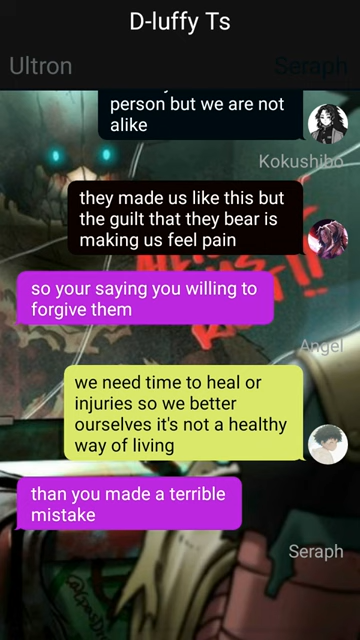 D-luffy Ts
Ultron
Seraph
person but we are not
alike
Kokushibo
they made us like this but
the guilt that they bear is
making us feel pain
so your saying you willing to
forgive them
Angel
we need time to heal or
injuries so we better
ourselves it's not a healthy
way of living
than you made a terrible
mistake
Seraph